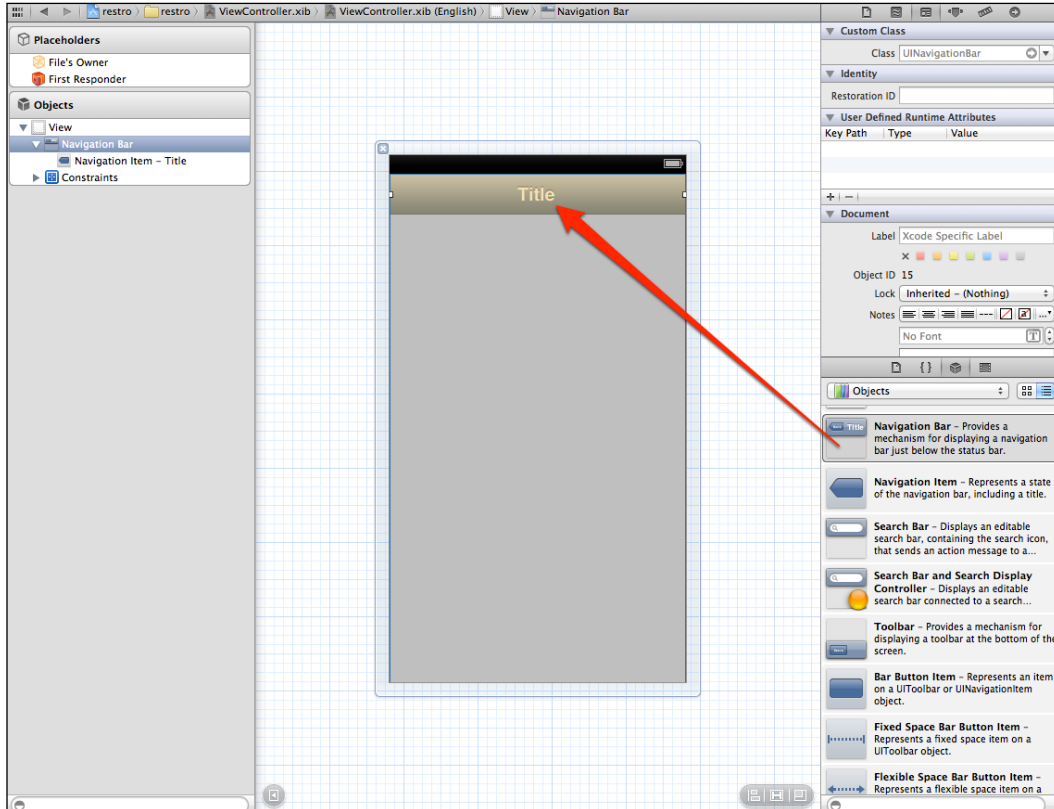 restro restro ViewController.xib ViewController.xib (English) View Navigation Bar
Placeholders
File's Owner
First Responder
Objects
View
Navigation Bar
Navigation Item – Title
Constraints
Title
Custom Class
Class UINavigationBar
Identity
Restoration ID
User Defined Runtime Attributes
Key Path Type Value
Document
Label Xcode Specific Label
Object ID 15
Lock Inherited – (Nothing)
Notes
No Font
Objects
Title
Navigation Bar – Provides a
mechanism for displaying a navigation
bar just below the status bar.
Navigation Item – Represents a state
of the navigation bar, including a title.
Search Bar – Displays an editable
search bar, containing the search icon,
that sends an action message to a...
Search Bar and Search Display
Controller – Displays an editable
search bar connected to a search...
Toolbar – Provides a mechanism for
displaying a toolbar at the bottom of the
screen.
Bar Button Item – Represents an item
on a UIToolbar or UINavigationItem
object.
Fixed Space Bar Button Item –
Represents a fixed space item on a
UIToolbar object.
Flexible Space Bar Button Item –
Represents a flexible space item on a